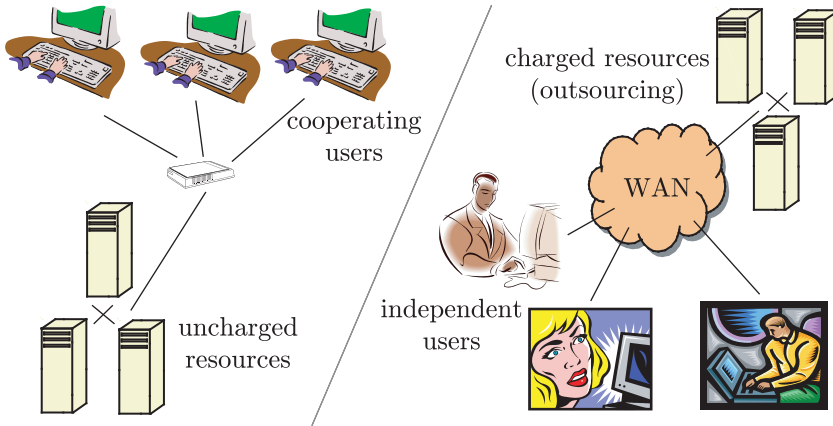 cooperating
users
uncharged
resources
charged resources
(outsourcing)
WAN
independent
users